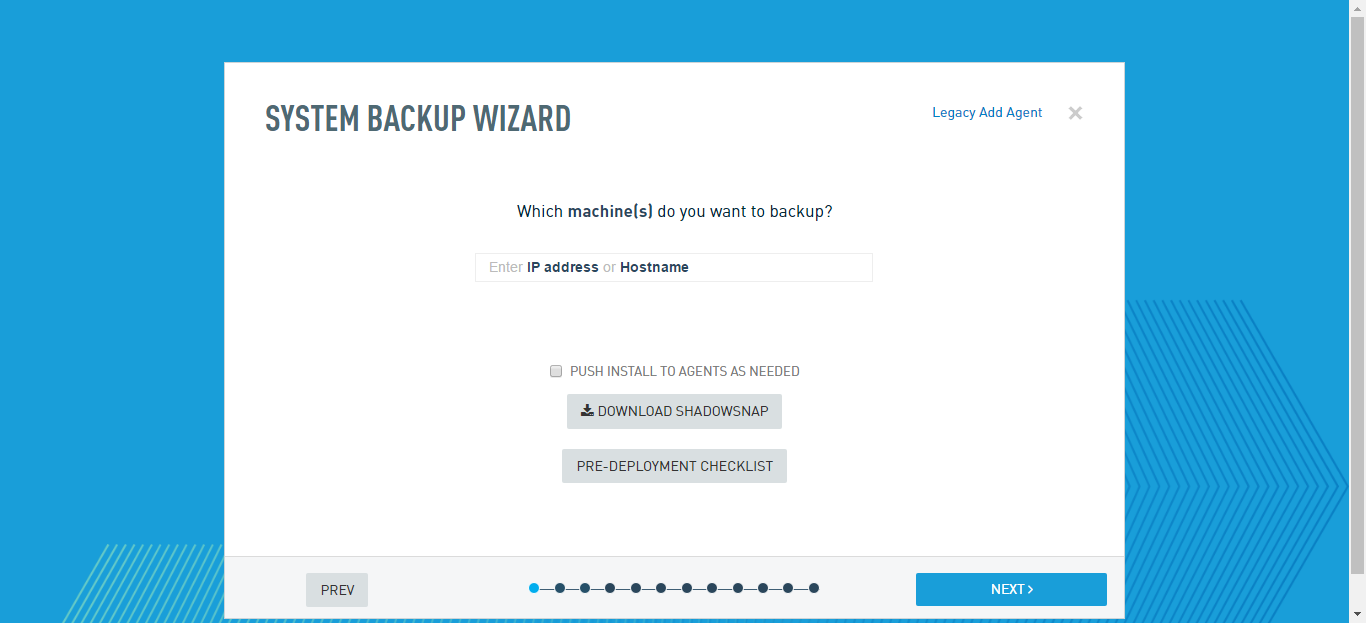 SYSTEM BACKUP WIZARD
Legacy Add Agent
Which machine(s) do you want to backup?
Enter IP address or Hostname
PUSH INSTALL TO AGENTS AS NEEDED
DOWNLOAD SHADOWSNAP
PRE-DEPLOYMENT CHECKLIST
PREV
NEXT